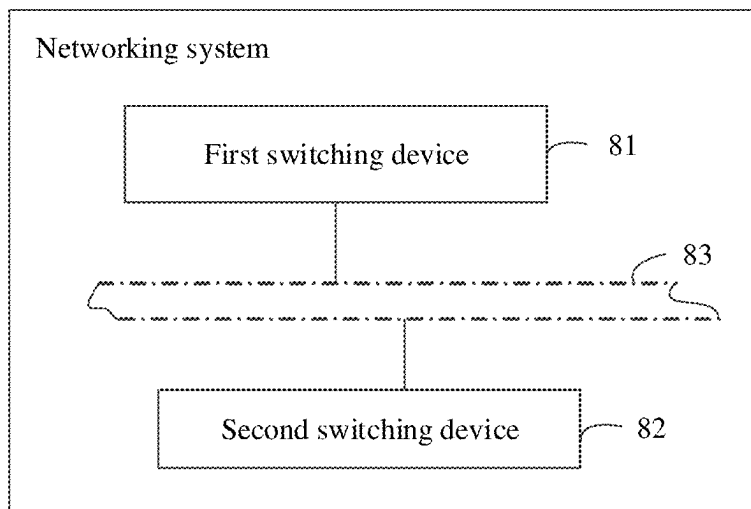 Networking system
First switching device
81
83
Second switching device
82